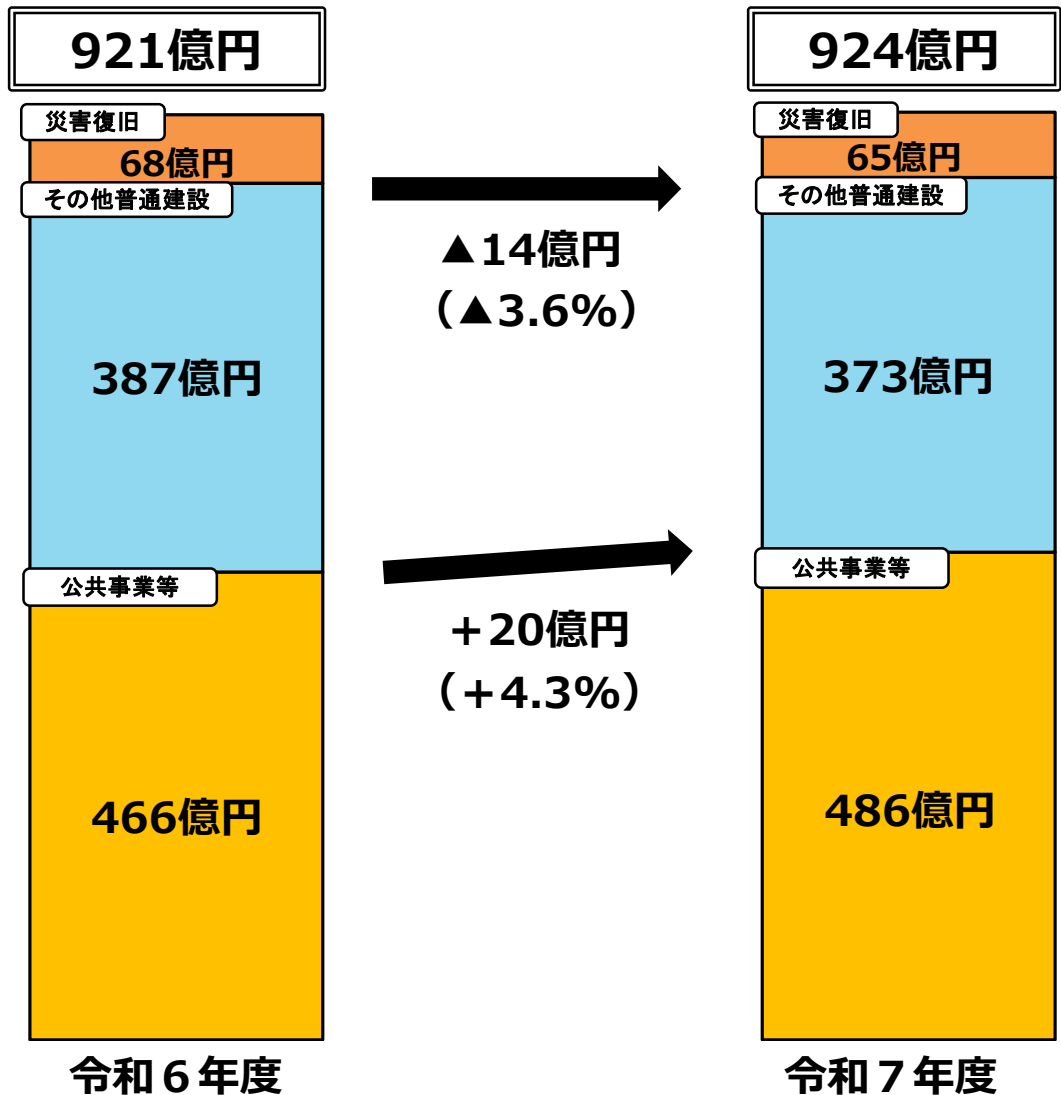 921億円
災害復旧
68億円
その他普通建設
387億円
公共事業等
466億円
令和６年度
▲14億円
（▲3.6%）
＋20億円
（＋4.3%）
924億円
災害復旧
65億円
その他普通建設
373億円
公共事業等
486億円
令和７年度